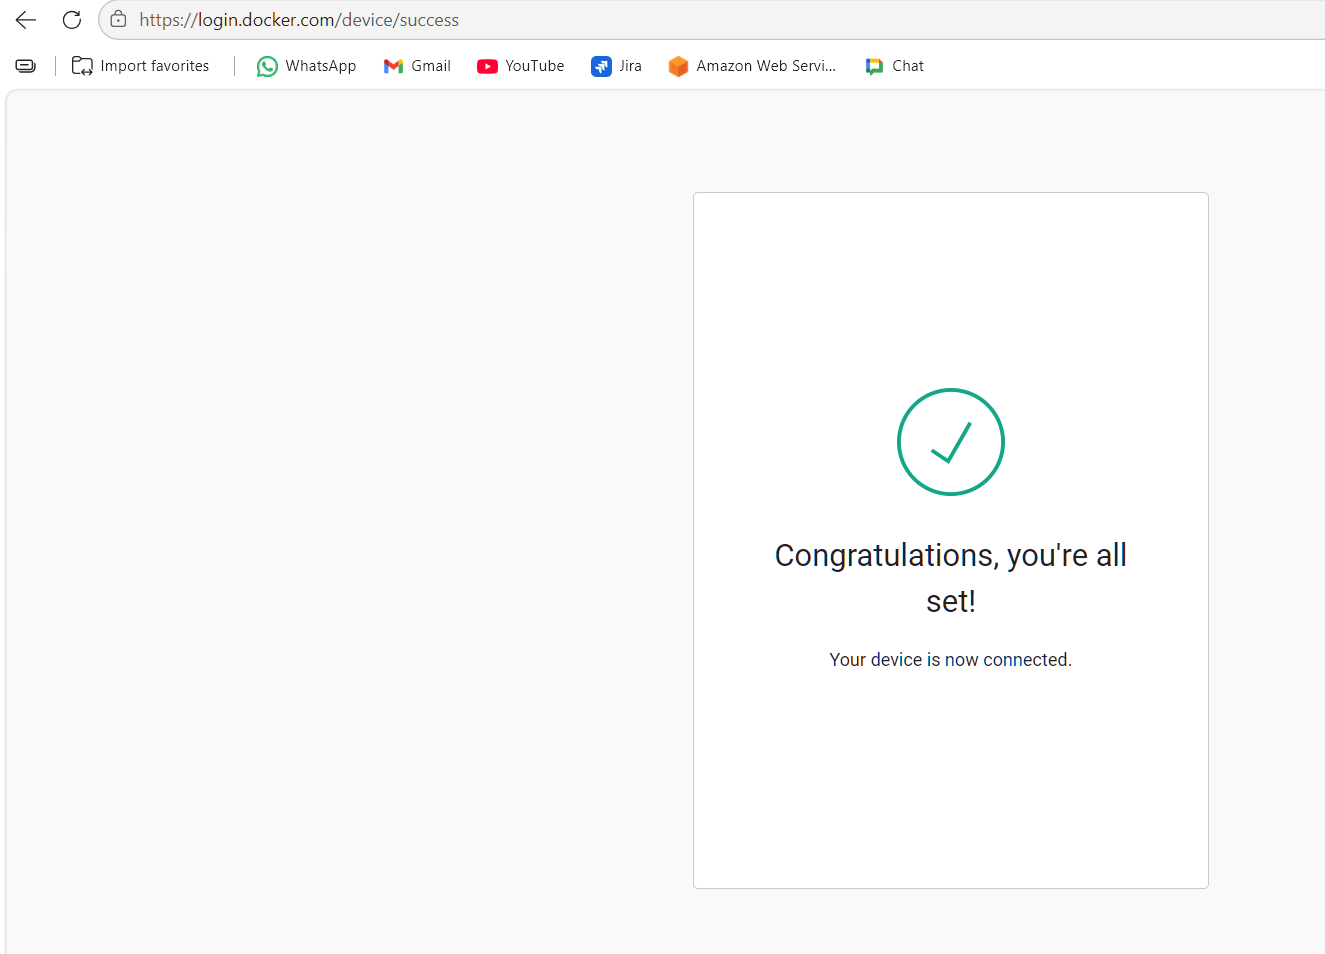 https://login.docker.com/device/success
Import favorites WhatsApp Gmail YouTube Jira Amazon Web Servi... Chat
Congratulations, you're all
set!
Your device is now connected.